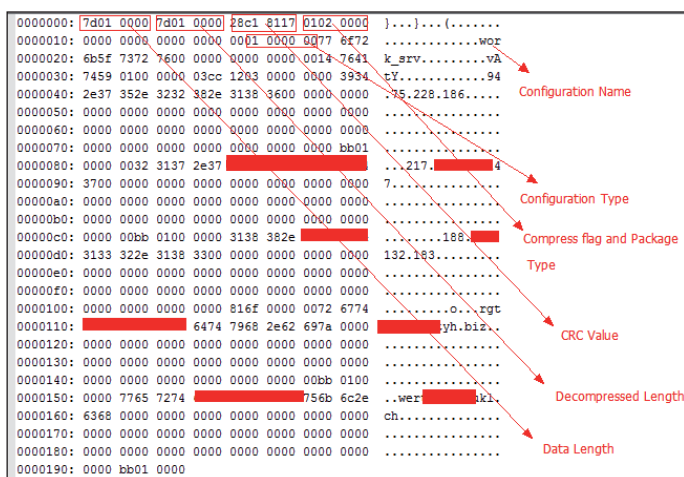 0000000: 7d01 0000 7d01 0000 28c1 8117 0102 0000 }...}...(.......
0000010: 0000 0000 0000 0000 0001 0000 0077 6f72 .............wor
0000020: 6b5f 7372 7600 0000 0000 0000 0014 7641 k_srv.........vA
0000030: 7459 0100 0000 03cc 1203 0000 0000 3934 tY............94
0000040: 2e37 352e 3232 382e 3138 3600 0000 0000 .75.228.186.....
0000050: 0000 0000 0000 0000 0000 0000 0000 0000 ................
0000060: 0000 0000 0000 0000 0000 0000 0000 0000 ................
0000070: 0000 0000 0000 0000 0000 0000 0000 bb01 ................
0000080: 0000 0032 3137 2e37 ...217. 4
0000090: 3700 0000 0000 0000 0000 0000 0000 0000 7...............
00000a0: 0000 0000 0000 0000 0000 0000 0000 0000 ................
00000b0: 0000 0000 0000 0000 0000 0000 0000 0000 ................
00000c0: 0000 00bb 0100 0000 3138 382e ........188.
00000d0: 3133 322e 3138 3300 0000 0000 0000 0000 132.183.........
00000e0: 0000 0000 0000 0000 0000 0000 0000 0000 ................
00000f0: 0000 0000 0000 0000 0000 0000 0000 0000 ................
0000100: 0000 0000 0000 0000 816f 0000 0072 6774 .........o...rgt
0000110: 6474 7968 2e62 697a 0000 yh.biz..
0000120: 0000 0000 0000 0000 0000 0000 0000 0000 ................
0000130: 0000 0000 0000 0000 0000 0000 0000 0000 ................
0000140: 0000 0000 0000 0000 0000 0000 00bb 0100 ................
0000150: 0000 7765 7274 756b 6c2e ..wer ukl.
0000160: 6368 0000 0000 0000 0000 0000 0000 0000 ch..............
0000170: 0000 0000 0000 0000 0000 0000 0000 0000 ................
0000180: 0000 0000 0000 0000 0000 0000 0000 0000 ................
0000190: 0000 bb01 0000
Configuration Name
Configuration Type
Compress flag and Package
Type
CRC Value
Decompressed Length
Data Length